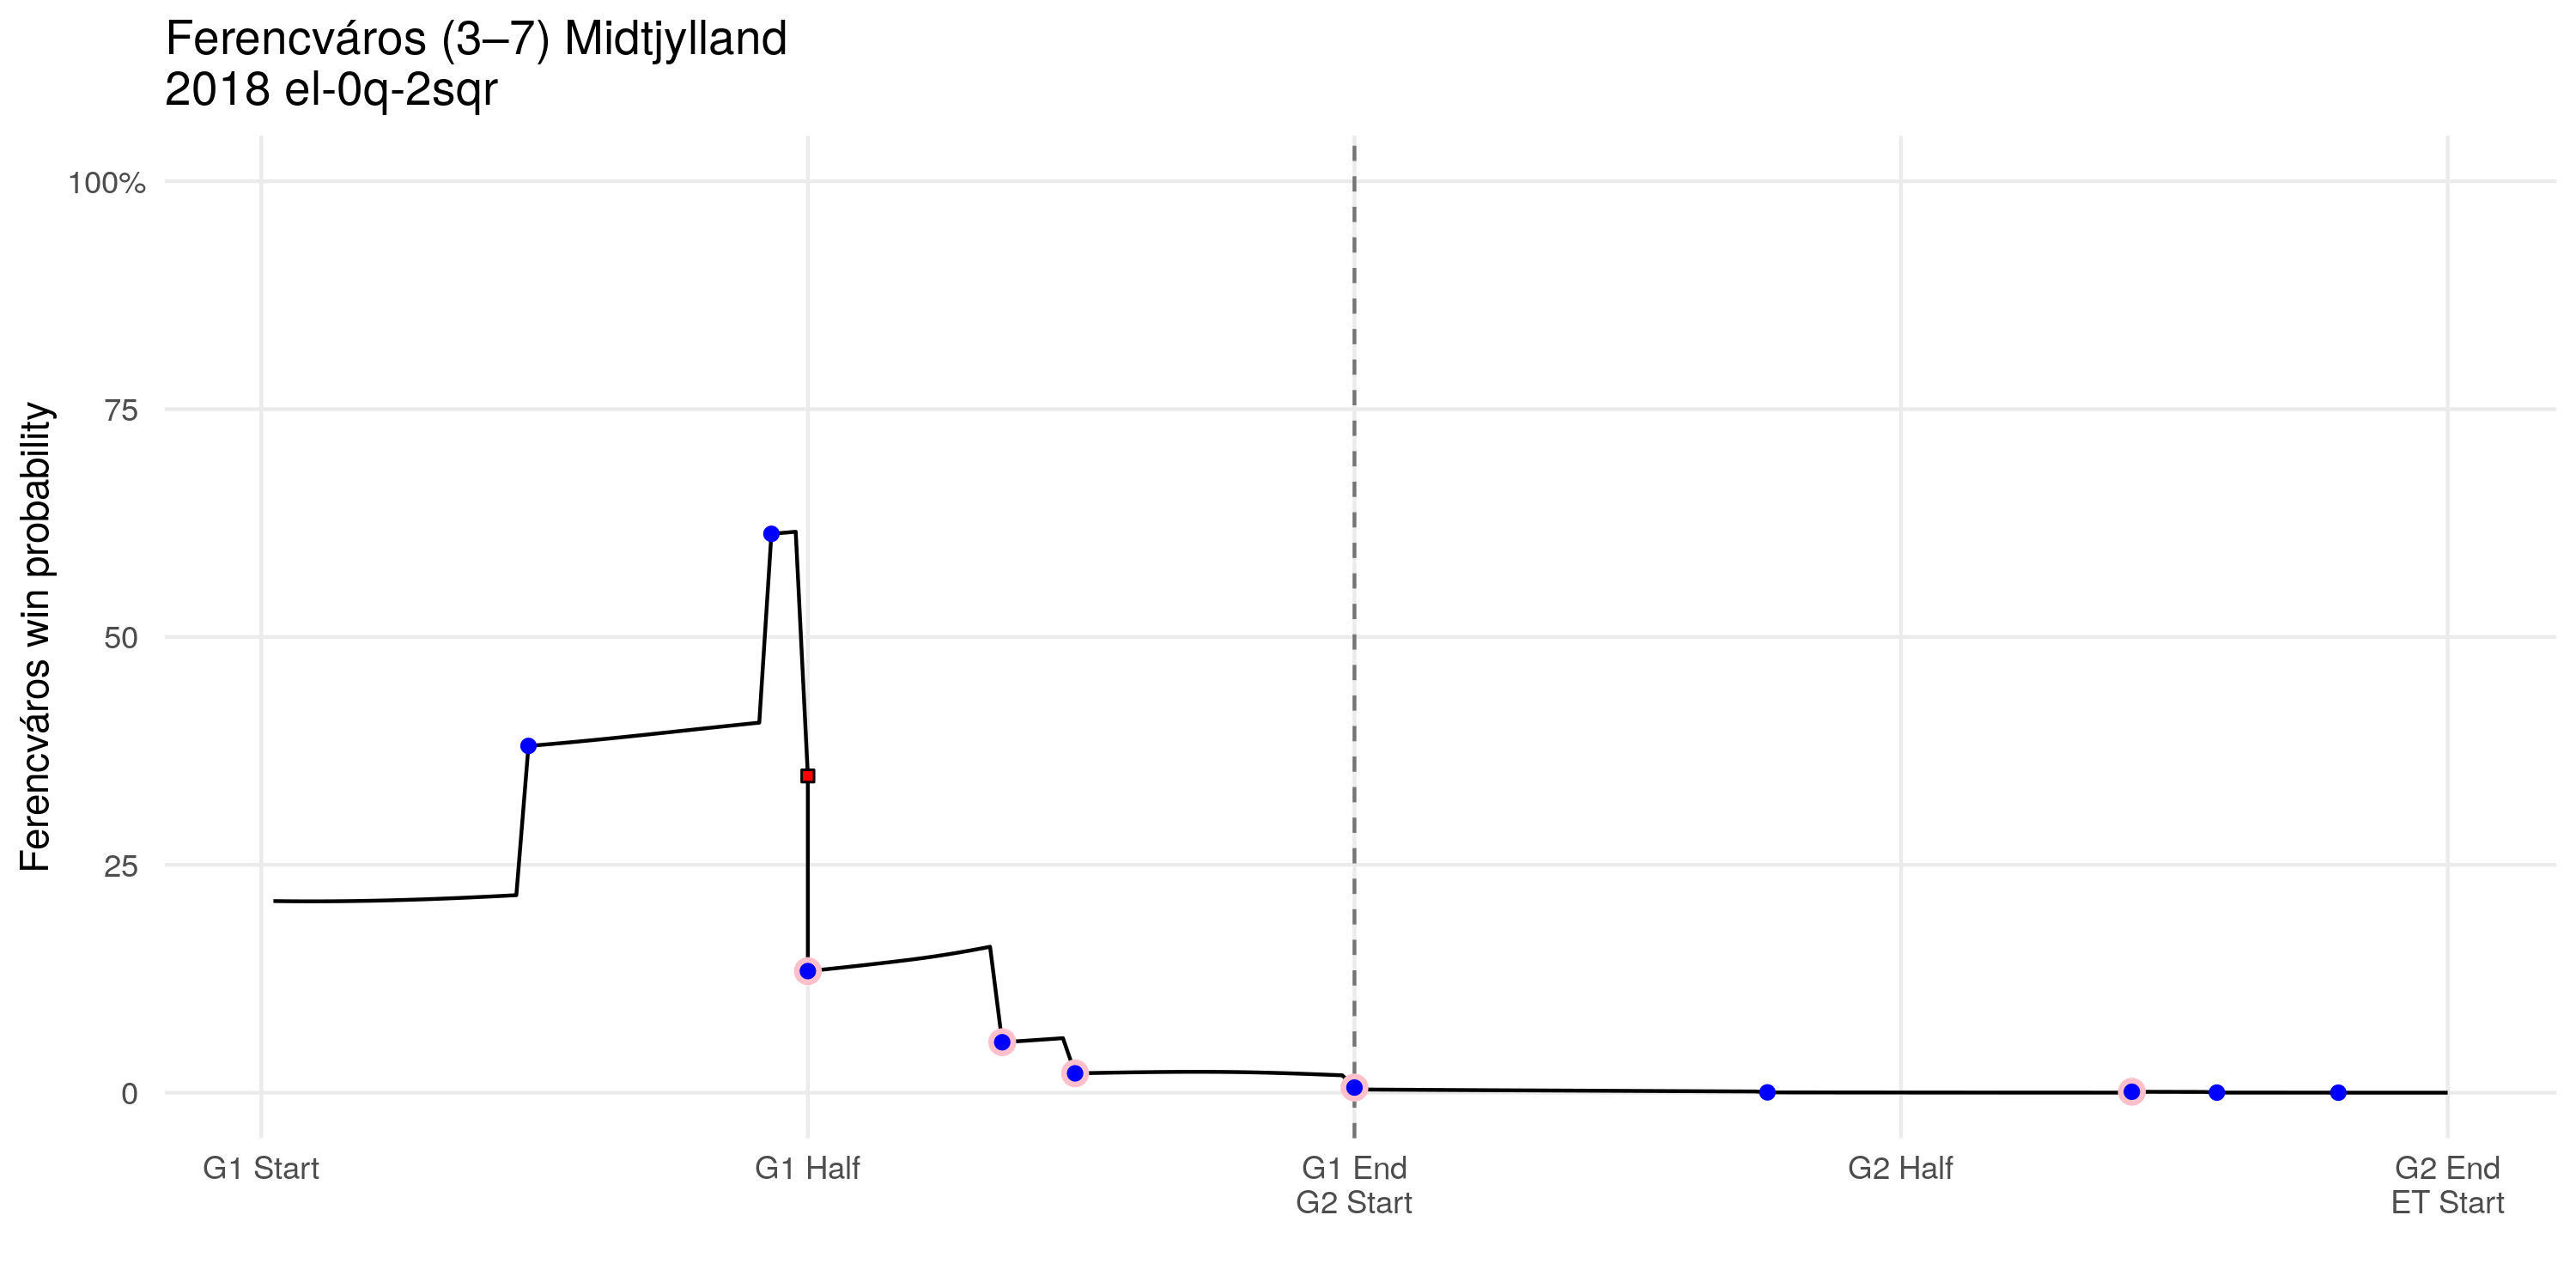 Ferencváros (3–7) Midtjylland
2018 el-0q-2sqr
Ferencváros win probability
100%
75
50
25
0
G1 Start
G1 Half
G1 End
G2 Start
G2 Half
G2 End
ET Start